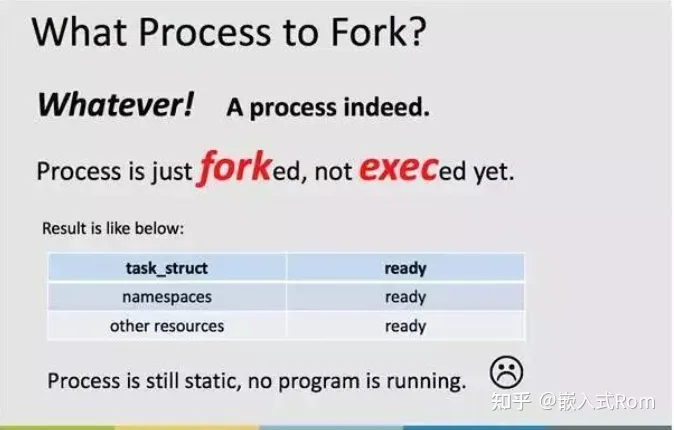 What Process to Fork?
Whatever! A process indeed.
Process is just forked, not execed yet.
Result is like below:
task_struct ready
namespaces ready
other resources ready
Process is still static, no program is running.
知乎 @嵌入式Rom